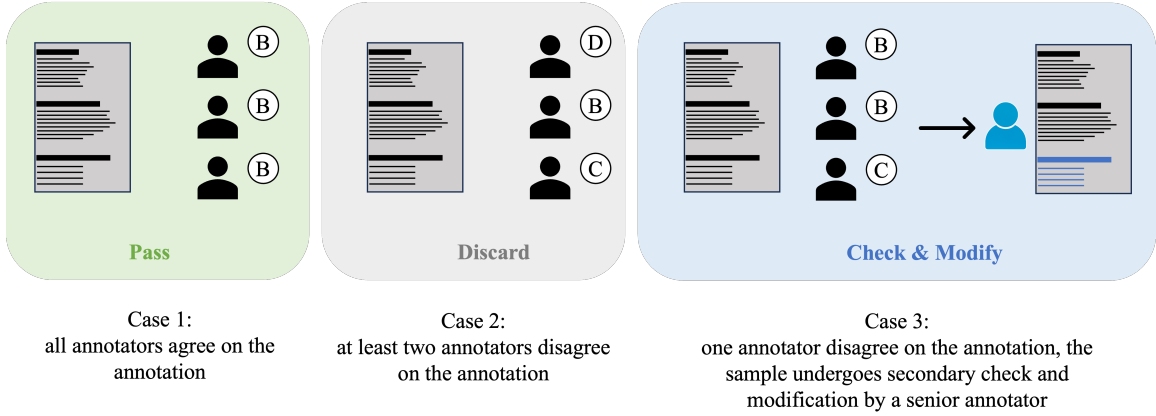 B
B
B
Pass
D
B
C
Discard
B
B
C
Check & Modify
Case 1:
all annotators agree on the
annotation
Case 2:
at least two annotators disagree
on the annotation
Case 3:
one annotator disagree on the annotation, the
sample undergoes secondary check and
modification by a senior annotator